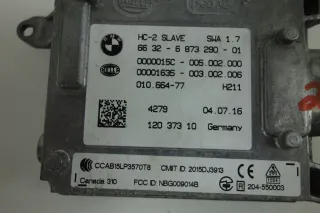 HC-2 SLAVE SWA 1.7
66 32 - 6 873 290 - 01
0000015C - 005.002.000
00001635 - 003.002.006
010.664-77 H211
4279 04.07.16
120 373 10 Germany
CCAB15LP3570T8 CMIT ID: 2015DJ3913
Canada 310 FCC ID: NBG009014B
204-550003